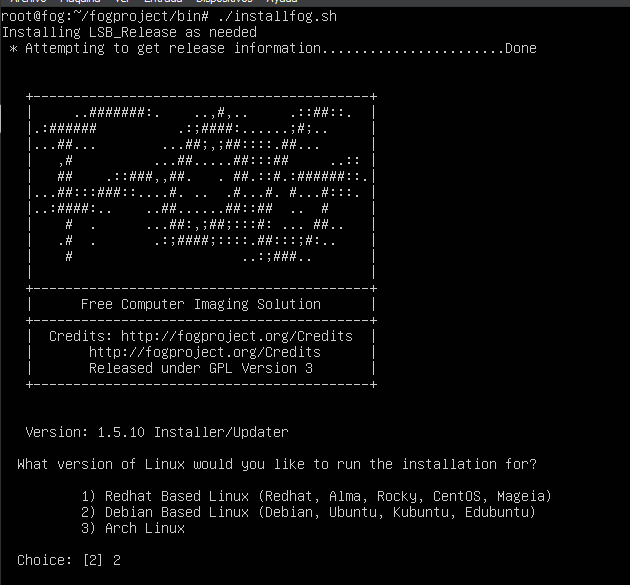 root@fog:~/fogproject/bin# ./installfog.sh
Installing LSB_Release as needed
 * Attempting to get release information.......................Done
   +------------------------------------------+
   |     ..#######:.    ..,#,..     .::##::.  |
   |.:######          .:;####:......;#;..     |
   |...##...        ...##;,;##::::.##...      |
   |   ,#          ...##.....##:::##     ..:: |
   |   ##    .::###,,##.   . ##.::#.:######::.|
   |...##:::###::....#. ..  .#...#. #...#:::. |
   |..:####:..    ..##......##::##  ..  #     |
   |    #  .      ...##:,;##;:::#: ... ##..   |
   |   .#  .       .:;####;::::.##:::;#:..    |
   |    #                     ..:;###..       |
   |                                          |
   +------------------------------------------+
   |      Free Computer Imaging Solution      |
   +------------------------------------------+
   |  Credits: http://fogproject.org/Credits  |
   |       http://fogproject.org/Credits      |
   |       Released under GPL Version 3       |
   +------------------------------------------+
   Version: 1.5.10 Installer/Updater
  What version of Linux would you like to run the installation for?
          1) Redhat Based Linux (Redhat, Alma, Rocky, CentOS, Mageia)
          2) Debian Based Linux (Debian, Ubuntu, Kubuntu, Edubuntu)
          3) Arch Linux
  Choice: [2] 2